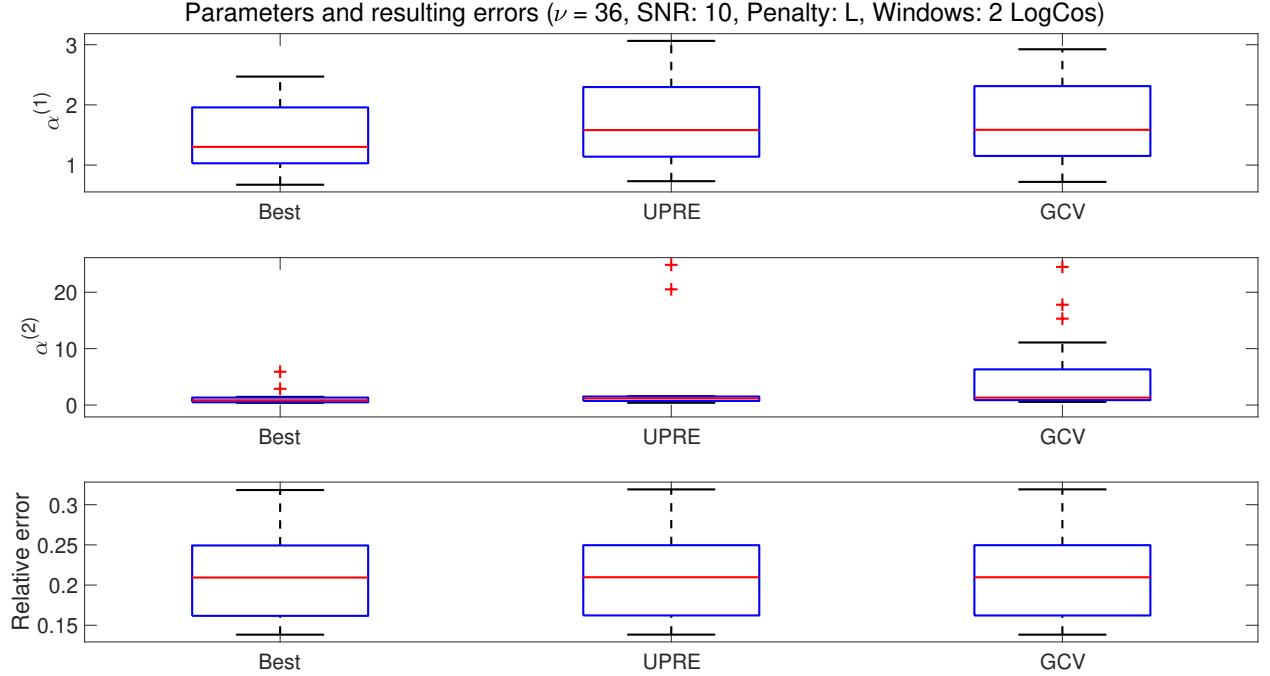 Parameters and resulting errors (ν = 36, SNR: 10, Penalty: L, Windows: 2 LogCos)
α(1)
3
2
1
Best UPRE GCV
α(2)
20
10
0
Best UPRE GCV
Relative error
0.3
0.25
0.2
0.15
Best UPRE GCV